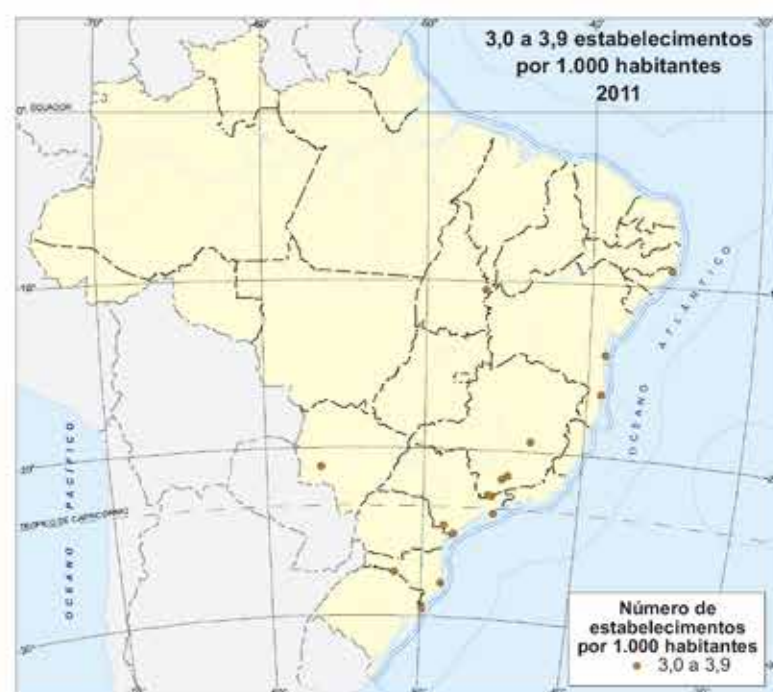 -70°
-60°
-50°
-40°
-30°
3,0 a 3,9 estabelecimentos
por 1.000 habitantes
2011
0°
EQUADOR
-10°
OCEANO ATLÂNTICO
OCEANO PACÍFICO
-20°
TRÓPICO DE CAPRICÓRNIO
-30°
Número de
estabelecimentos
por 1.000 habitantes
3,0 a 3,9